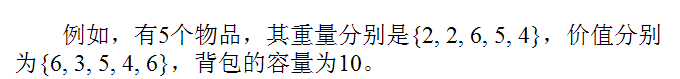 例如，有5个物品，其重量分别是{2, 2, 6, 5, 4}，价值分别
为{6, 3, 5, 4, 6}，背包的容量为10。